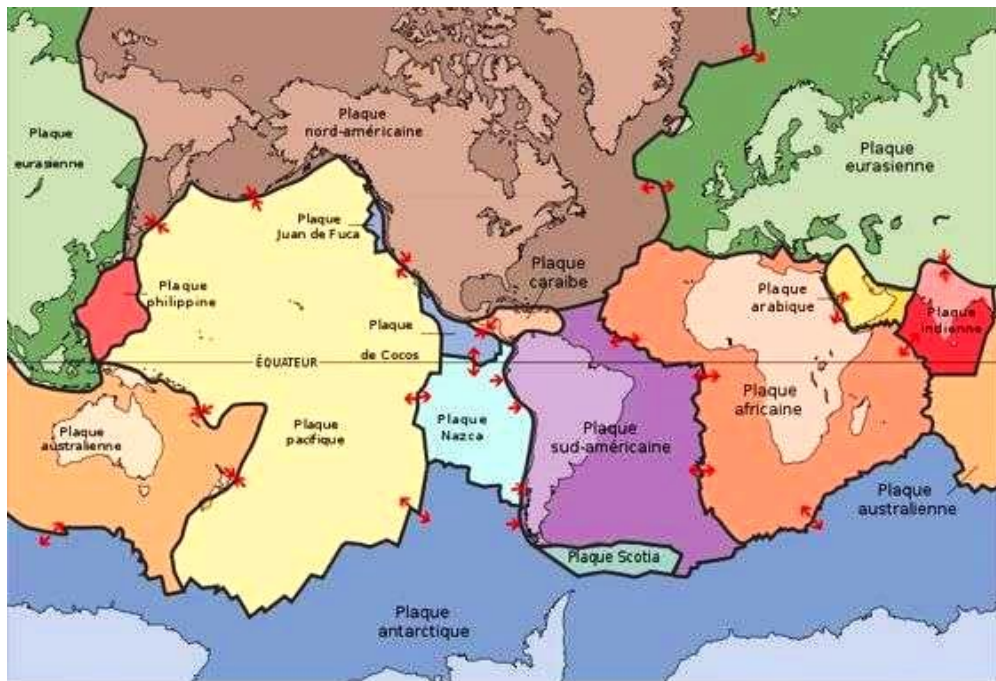 Plaque
eurasienne
Plaque
nord-américaine
Plaque
eurasienne
Plaque
Juan de Fuca
Plaque
caraïbe
Plaque
philippine
Plaque
arabique
Plaque
indienne
Plaque
de Cocos
ÉQUATEUR
Plaque
africaine
Plaque
australienne
Plaque
pacifique
Plaque
Nazca
Plaque
sud-américaine
Plaque
australienne
Plaque Scotia
Plaque
antarctique